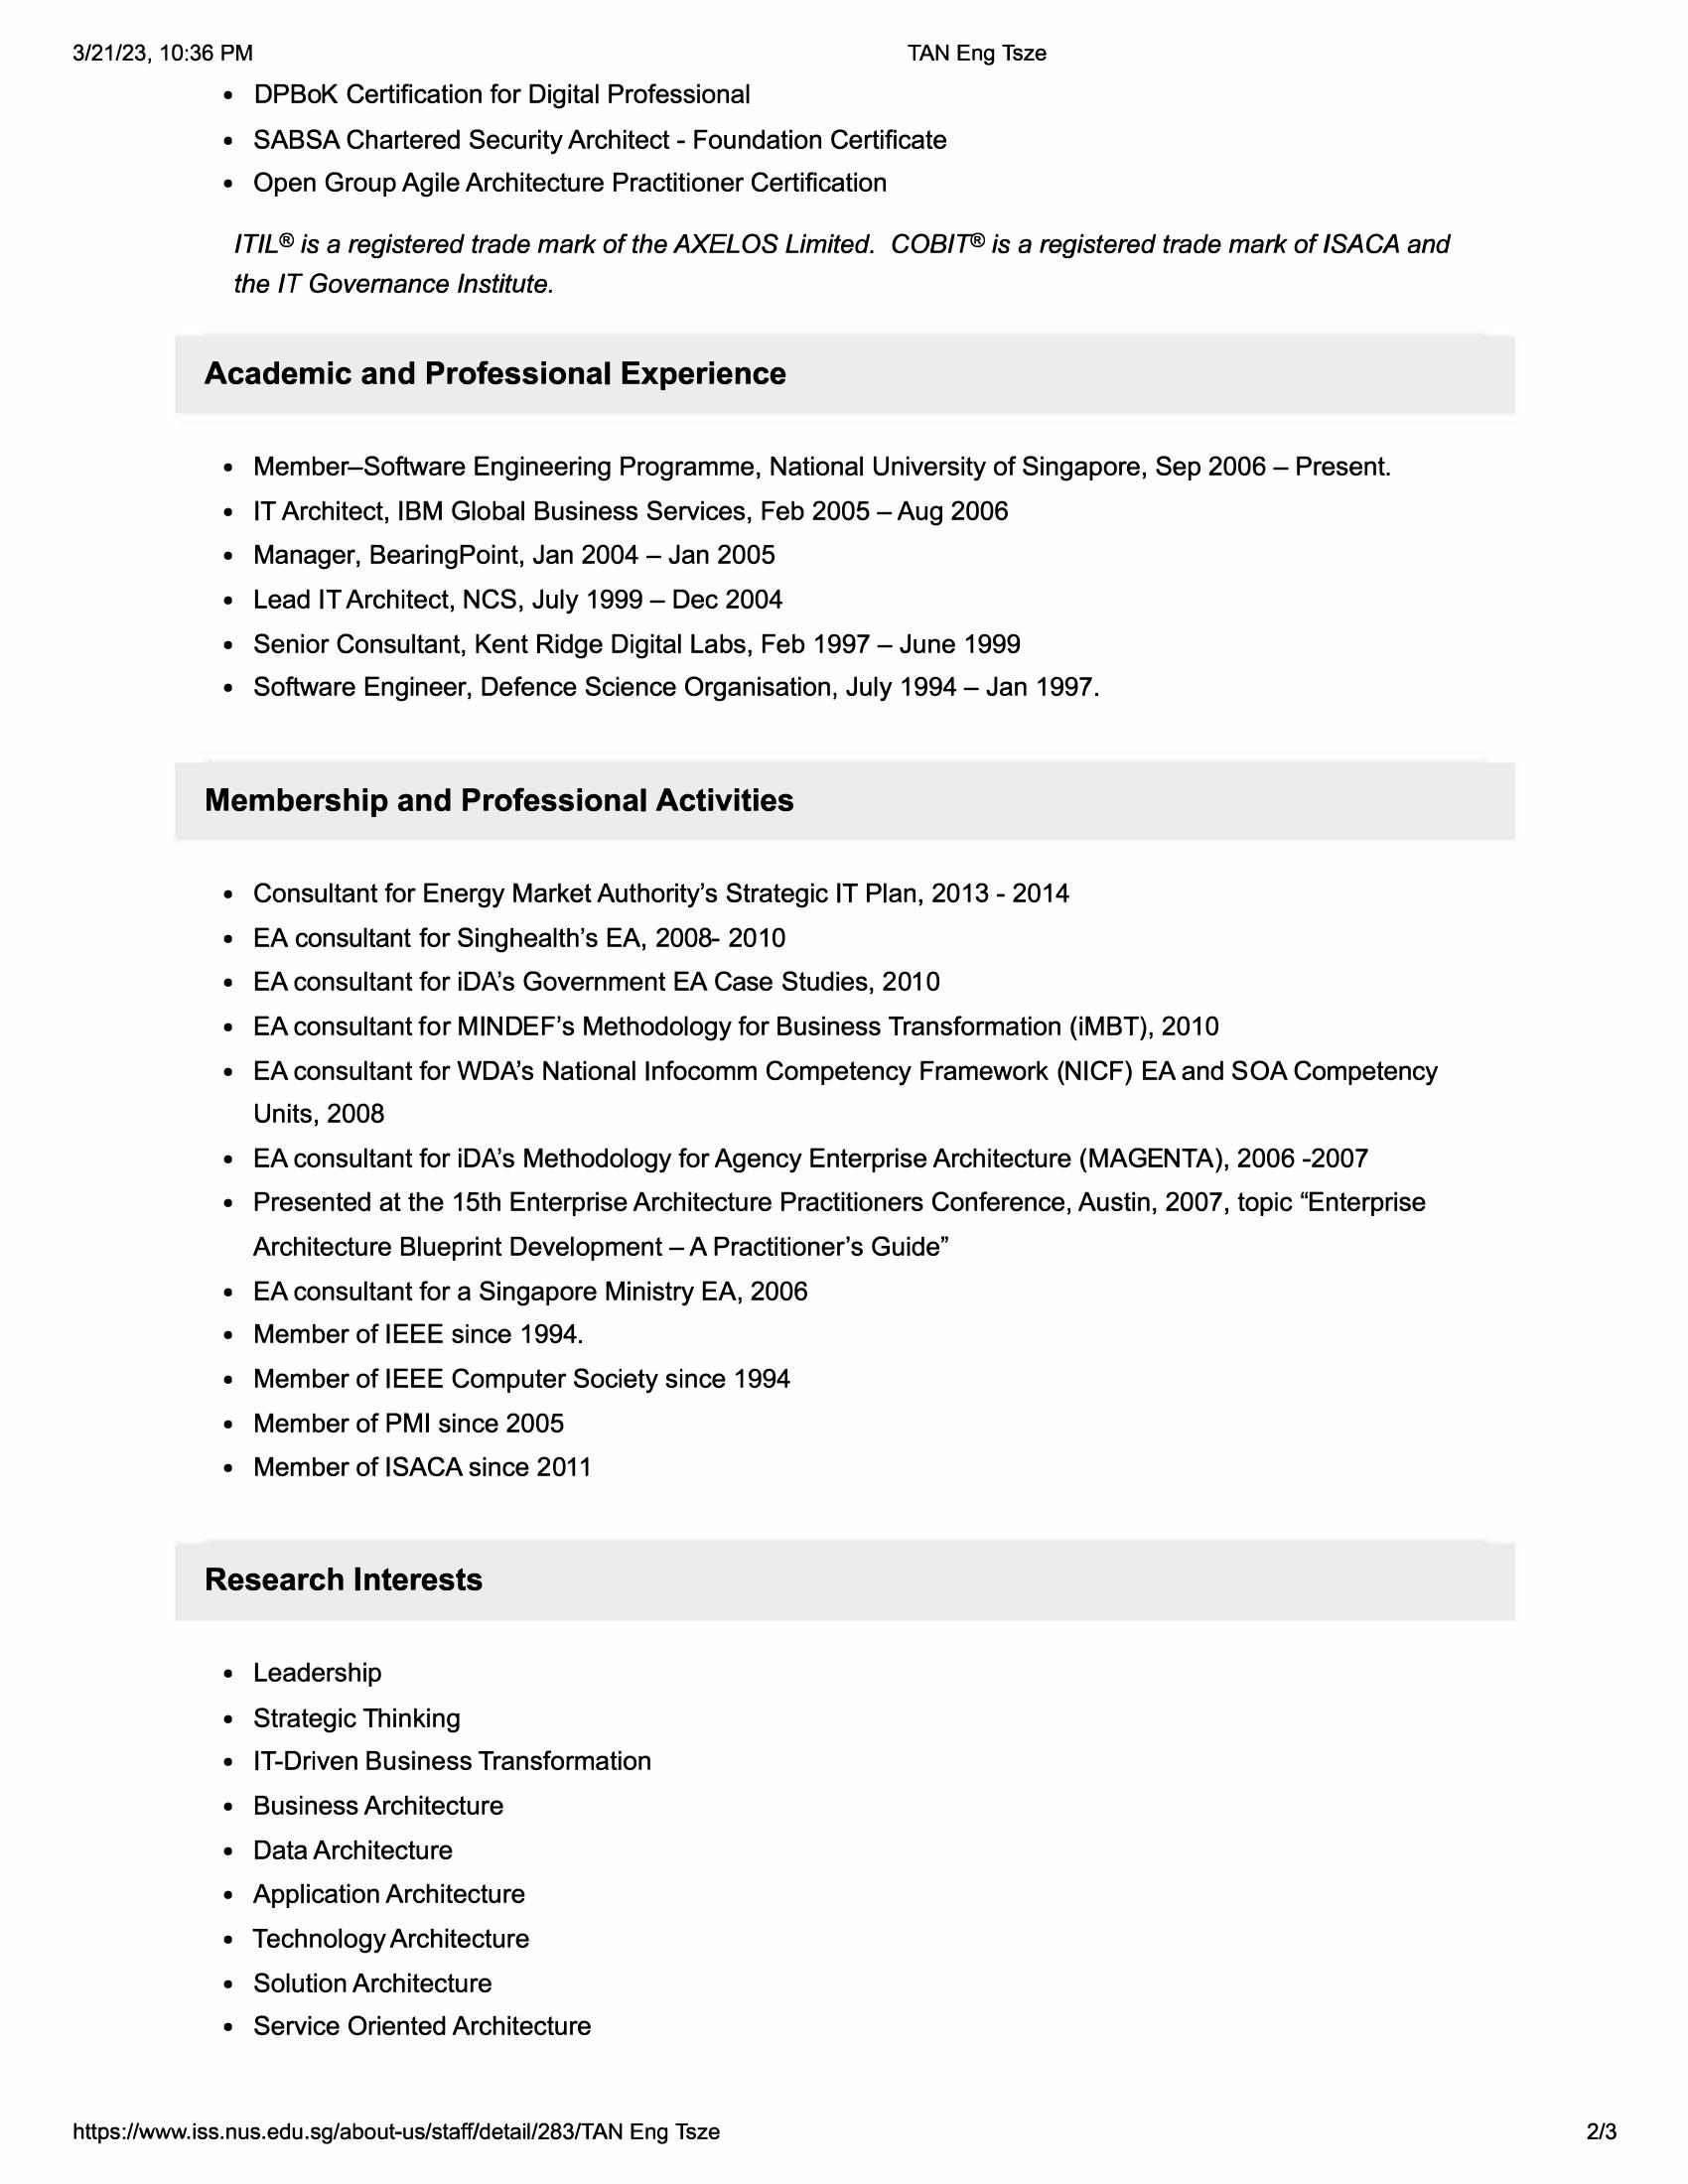 3/21/23, 10:36 PM
TAN Eng Tsze
• DPBoK Certification for Digital Professional
• SABSA Chartered Security Architect - Foundation Certificate
• Open Group Agile Architecture Practitioner Certification
ITIL® is a registered trade mark of the AXELOS Limited.  COBIT® is a registered trade mark of ISACA and
the IT Governance Institute.
Academic and Professional Experience
• Member–Software Engineering Programme, National University of Singapore, Sep 2006 – Present.
• IT Architect, IBM Global Business Services, Feb 2005 – Aug 2006
• Manager, BearingPoint, Jan 2004 – Jan 2005
• Lead IT Architect, NCS, July 1999 – Dec 2004
• Senior Consultant, Kent Ridge Digital Labs, Feb 1997 – June 1999
• Software Engineer, Defence Science Organisation, July 1994 – Jan 1997.
Membership and Professional Activities
• Consultant for Energy Market Authority’s Strategic IT Plan, 2013 - 2014
• EA consultant for Singhealth’s EA, 2008- 2010
• EA consultant for iDA’s Government EA Case Studies, 2010
• EA consultant for MINDEF’s Methodology for Business Transformation (iMBT), 2010
• EA consultant for WDA’s National Infocomm Competency Framework (NICF) EA and SOA Competency
Units, 2008
• EA consultant for iDA’s Methodology for Agency Enterprise Architecture (MAGENTA), 2006 -2007
• Presented at the 15th Enterprise Architecture Practitioners Conference, Austin, 2007, topic “Enterprise
Architecture Blueprint Development – A Practitioner’s Guide”
• EA consultant for a Singapore Ministry EA, 2006
• Member of IEEE since 1994.
• Member of IEEE Computer Society since 1994
• Member of PMI since 2005
• Member of ISACA since 2011
Research Interests
• Leadership
• Strategic Thinking
• IT-Driven Business Transformation
• Business Architecture
• Data Architecture
• Application Architecture
• Technology Architecture
• Solution Architecture
• Service Oriented Architecture
https://www.iss.nus.edu.sg/about-us/staff/detail/283/TAN Eng Tsze
2/3